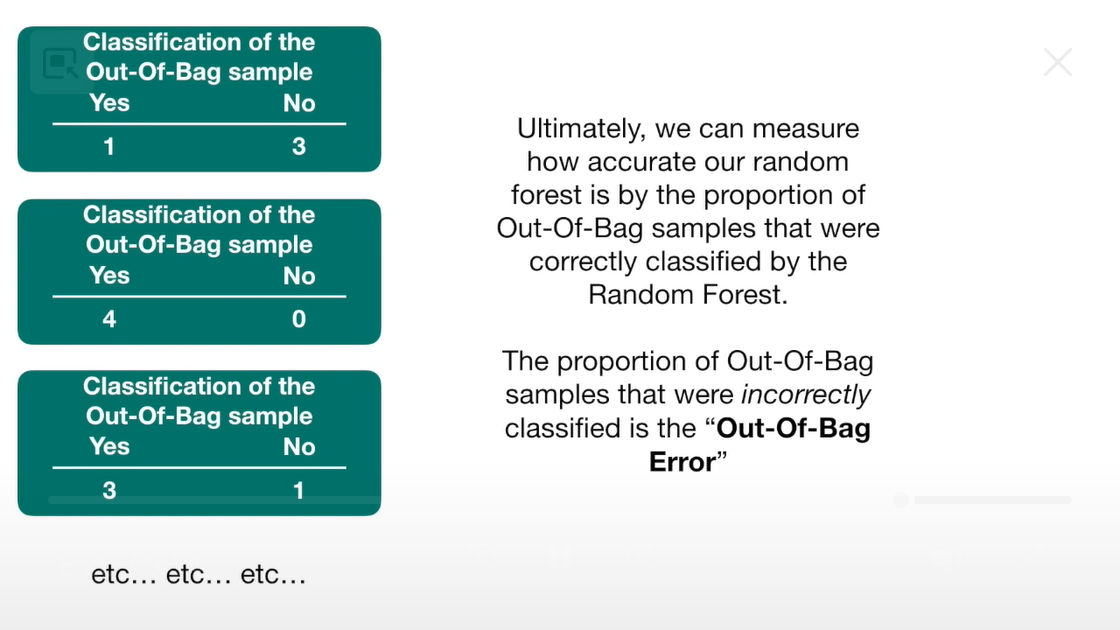 Classification of the
Out-Of-Bag sample
Yes No
1 3
Classification of the
Out-Of-Bag sample
Yes No
4 0
Classification of the
Out-Of-Bag sample
Yes No
3 1
etc… etc… etc…
Ultimately, we can measure
how accurate our random
forest is by the proportion of
Out-Of-Bag samples that were
correctly classified by the
Random Forest.
The proportion of Out-Of-Bag
samples that were incorrectly
classified is the “Out-Of-Bag
Error”